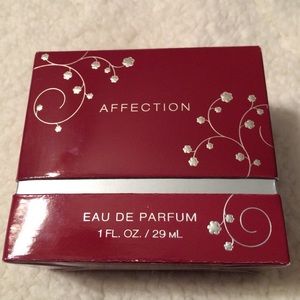 AFFECTION
EAU DE PARFUM
1 FL. OZ. / 29 mL